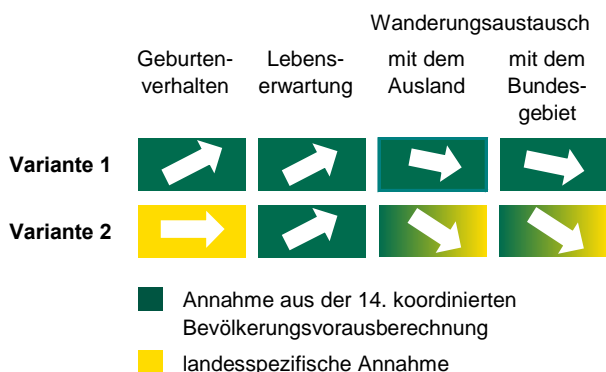 Wanderungsaustausch
Geburten-
verhalten
Lebens-
erwartung
mit dem
Ausland
mit dem
Bundes-
gebiet
Variante 1
Variante 2
Annahme aus der 14. koordinierten
Bevölkerungsvorausberechnung
landesspezifische Annahme